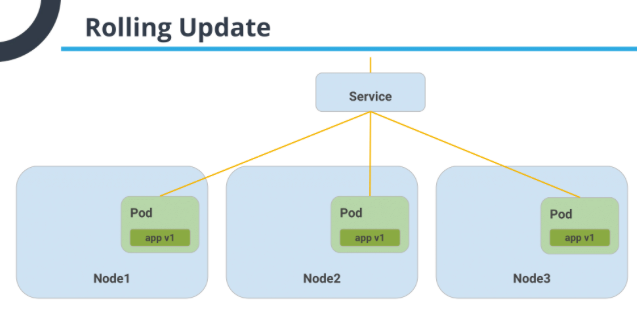 Rolling Update
Service
Pod
app v1
Node1
Pod
app v1
Node2
Pod
app v1
Node3